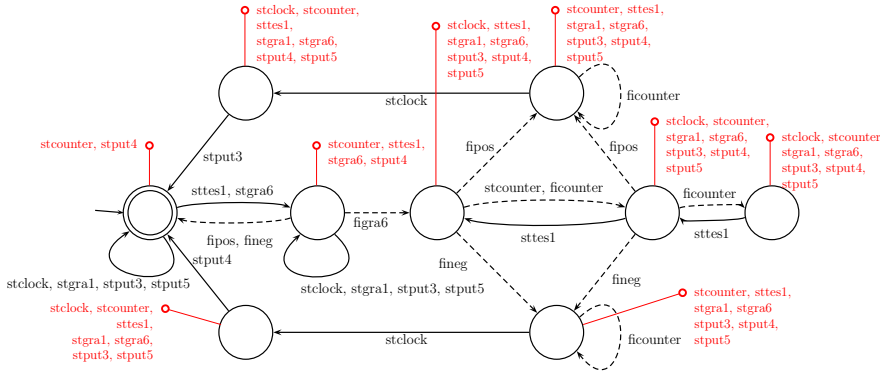 stclock, stcounter,
sttes1,
stgra1, stgra6,
stput4, stput5
stclock, sttes1,
stgra1, stgra6,
stput3, stput4,
stput5
stcounter, sttes1,
stgra1, stgra6,
stput3, stput4,
stput5
stclock
ficounter
stcounter, stput4
stput3
stcounter, sttes1,
stgra6, stput4
fipos
fipos
stclock, stcounter,
stgra1, stgra6,
stput3, stput4,
stput5
stclock, stcounter
stgra1, stgra6,
stput3, stput4,
stput5
sttes1, stgra6
fipos, fineg
figra6
stcounter, ficounter
sttes1
ficounter
sttes1
stput4
stclock, stgra1, stput3, stput5
stclock, stgra1, stput3, stput5
fineg
fineg
stclock, stcounter,
sttes1,
stgra1, stgra6,
stput3, stput5
stclock
ficounter
stcounter, sttes1,
stgra1, stgra6
stput3, stput4,
stput5